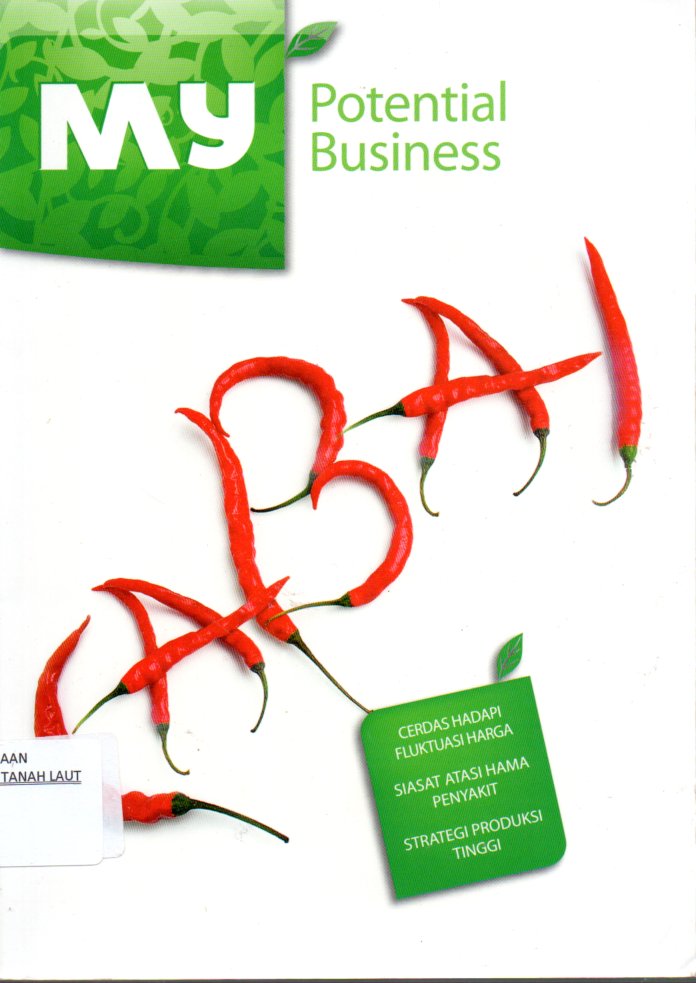 MY
Potential
Business
CABAI
CERDAS HADAPI
FLUKTUASI HARGA
SIASAT ATASI HAMA
PENYAKIT
STRATEGI PRODUKSI
TINGGI
AAN
TANAH LAUT